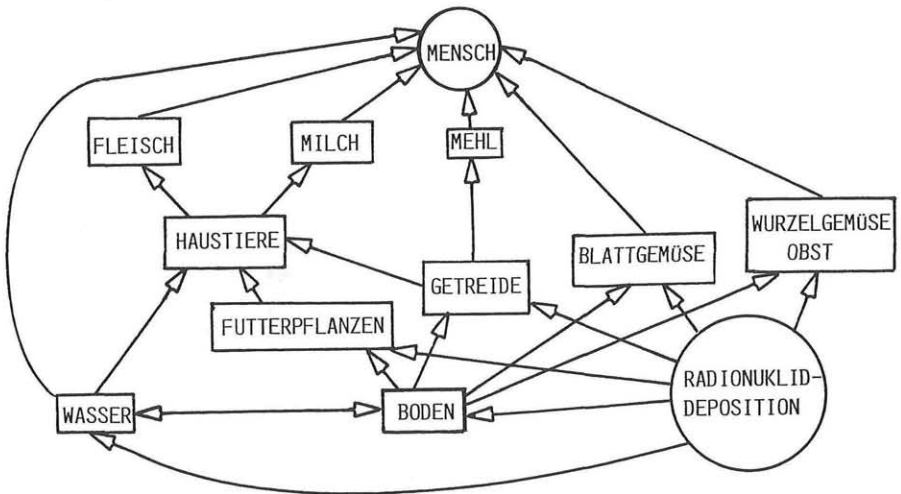 MENSCH
FLEISCH
MILCH
MEHL
WURZELGEMÜSE
OBST
HAUSTIERE
BLATTGEMÜSE
GETREIDE
FUTTERPFLANZEN
RADIONUKLID-
DEPOSITION
WASSER
BODEN